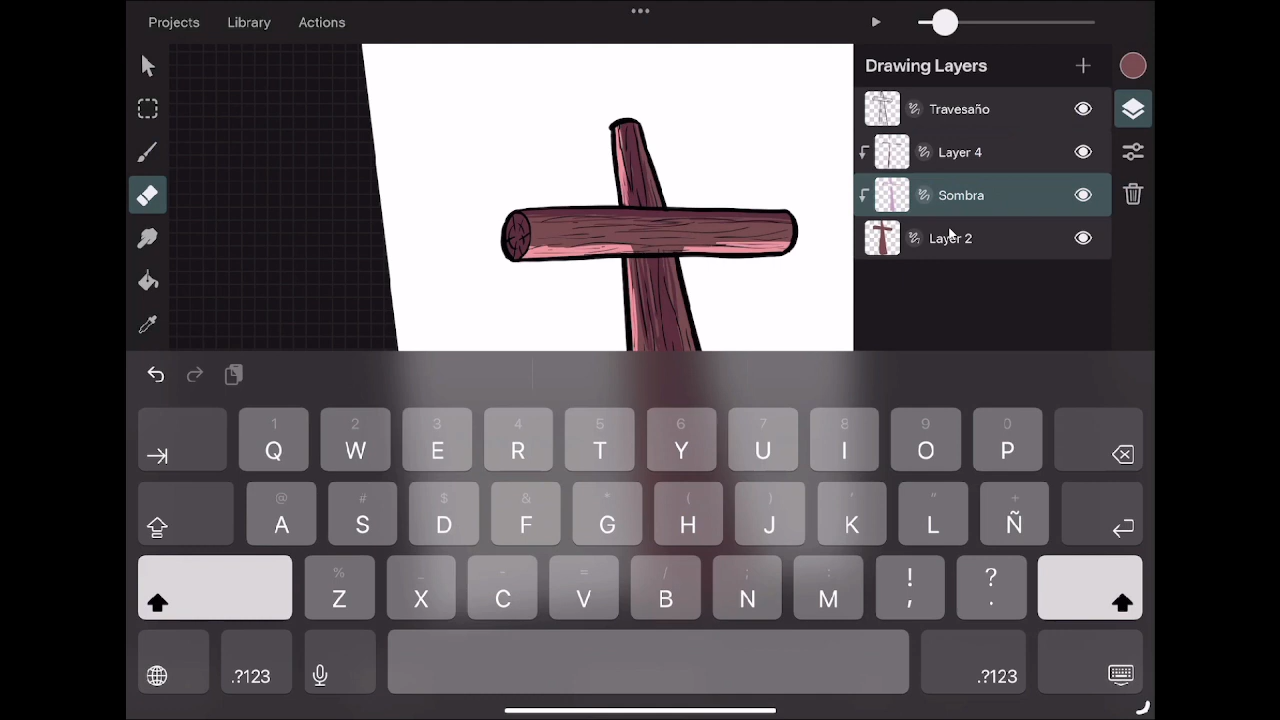 Projects Library Actions
Drawing Layers
Travesaño
Layer 4
Sombra
Layer 2
1 2 3 4 5 6 7 8 9 0
Q W E R T Y U I O P
@ # $ & * ( ) ' " +
A S D F G H J K L Ñ
% _ - = / ; : ! ?
Z X C V B N M , .
.?123 .?123